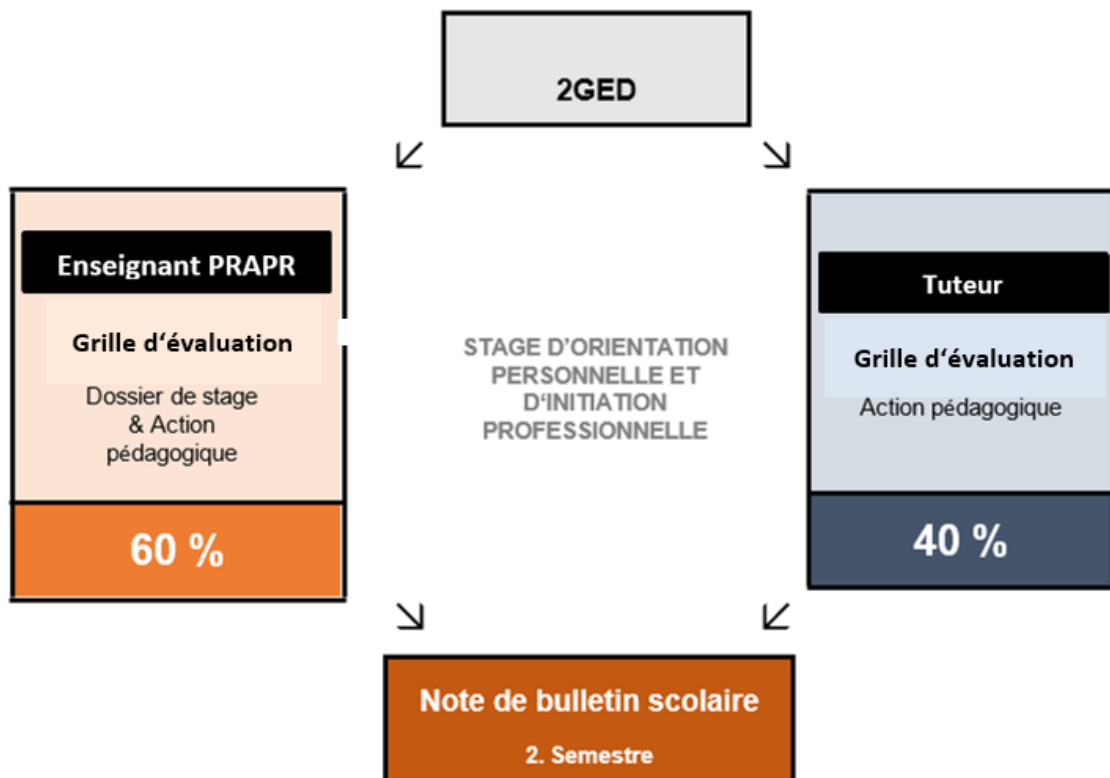 2GED
Enseignant PRAPR
Grille d‘évaluation
Dossier de stage
& Action
pédagogique
60 %
STAGE D’ORIENTATION
PERSONNELLE ET
D‘INITIATION
PROFESSIONNELLE
Tuteur
Grille d‘évaluation
Action pédagogique
40 %
Note de bulletin scolaire
2. Semestre